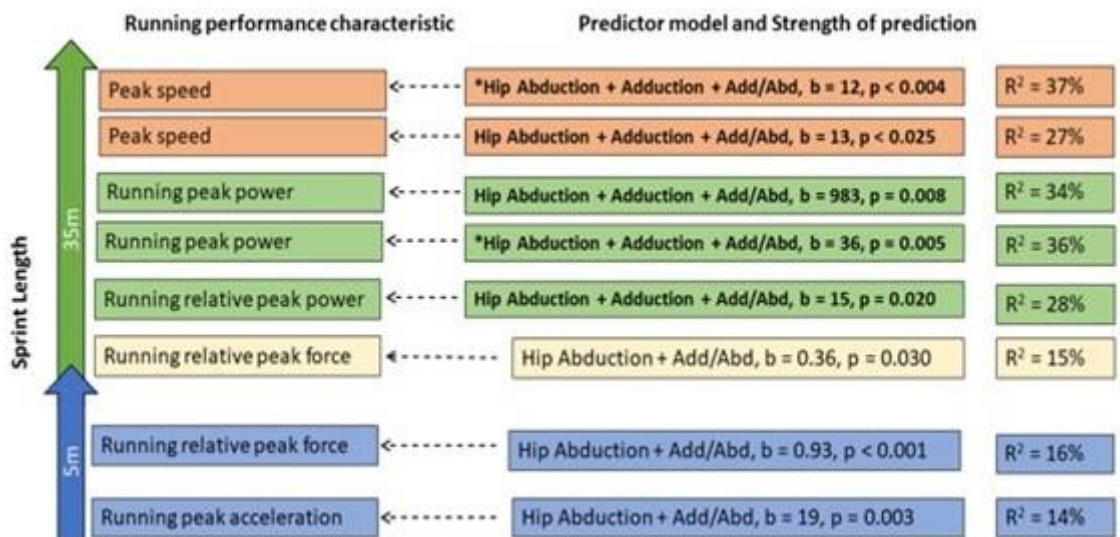 Running performance characteristic
Predictor model and Strength of prediction
Sprint Length
35m
Peak speed
*Hip Abduction + Adduction + Add/Abd, b = 12, p < 0.004
R² = 37%
Peak speed
Hip Abduction + Adduction + Add/Abd, b = 13, p < 0.025
R² = 27%
Running peak power
Hip Abduction + Adduction + Add/Abd, b = 983, p = 0.008
R² = 34%
Running peak power
*Hip Abduction + Adduction + Add/Abd, b = 36, p = 0.005
R² = 36%
Running relative peak power
Hip Abduction + Adduction + Add/Abd, b = 15, p = 0.020
R² = 28%
Running relative peak force
Hip Abduction + Add/Abd, b = 0.36, p = 0.030
R² = 15%
5m
Running relative peak force
Hip Abduction + Add/Abd, b = 0.93, p < 0.001
R² = 16%
Running peak acceleration
Hip Abduction + Add/Abd, b = 19, p = 0.003
R² = 14%